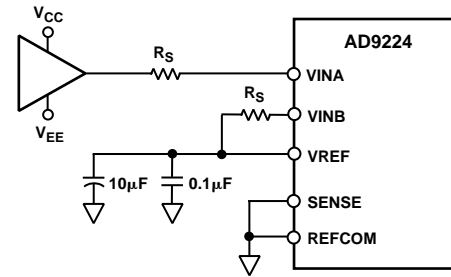 VCC
AD9224
RS
VINA
RS
VEE
VINB
VREF
10µF
0.1µF
SENSE
REFCOM